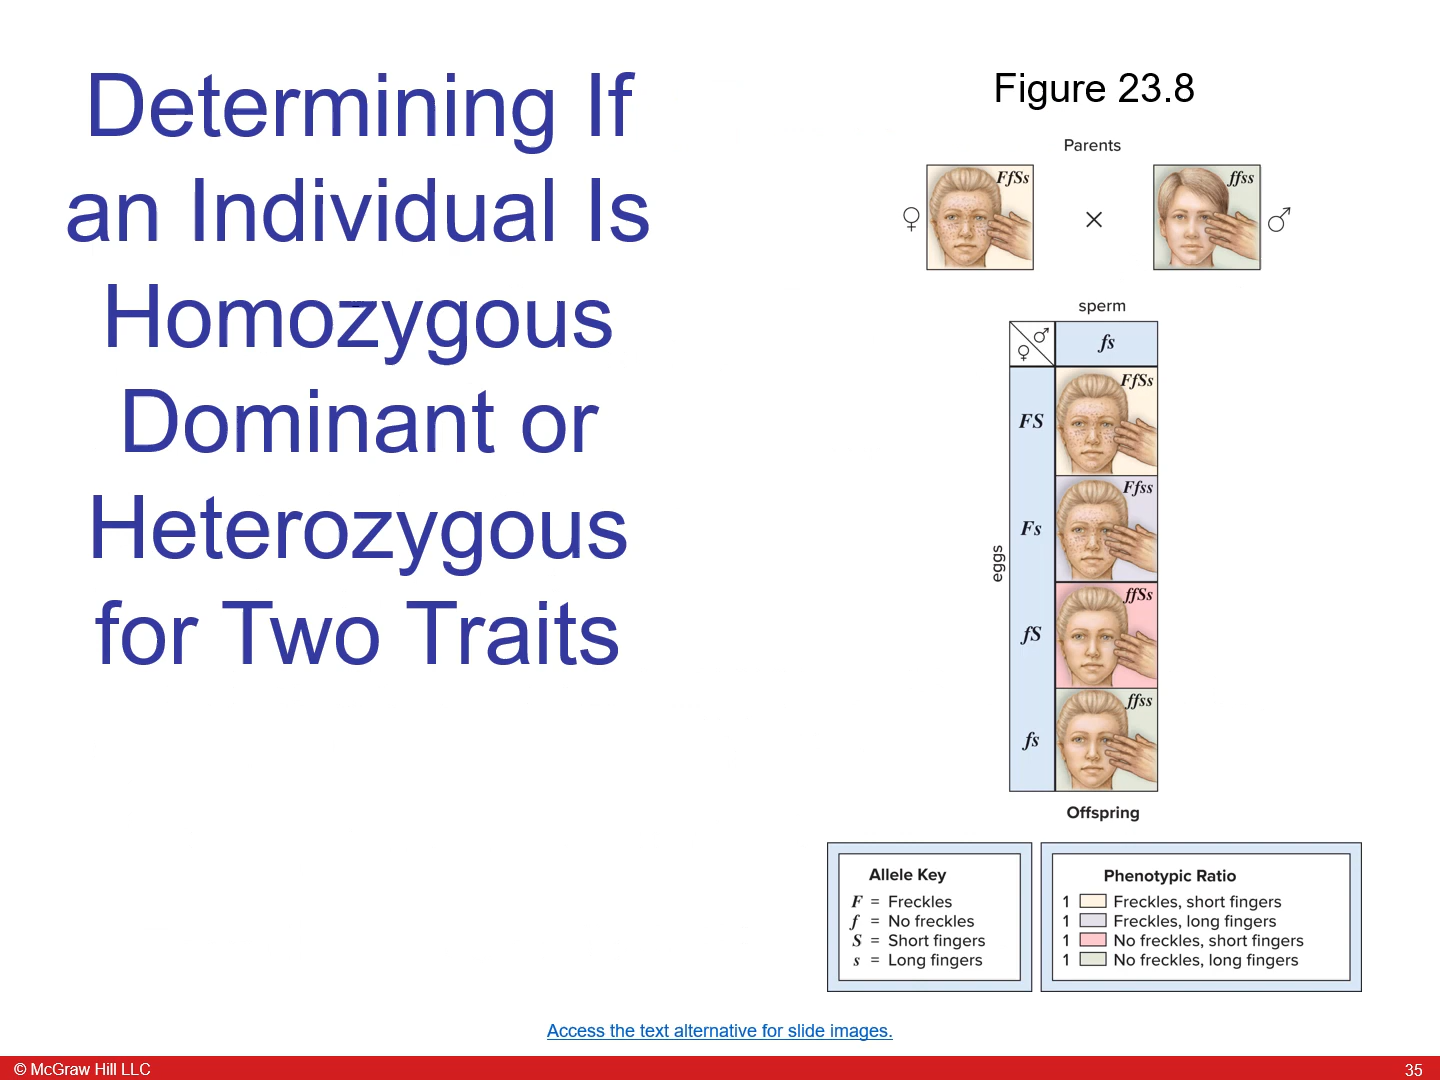 Determining If
an Individual Is
Homozygous
Dominant or
Heterozygous
for Two Traits
Figure 23.8
Parents
♀ FfSs × ffss ♂
sperm
♂
♀
fs
eggs
FS FfSs
Fs Ffss
fS ffSs
fs ffss
Offspring
Allele Key
F = Freckles
f = No freckles
S = Short fingers
s = Long fingers
Phenotypic Ratio
1 Freckles, short fingers
1 Freckles, long fingers
1 No freckles, short fingers
1 No freckles, long fingers
Access the text alternative for slide images.
© McGraw Hill LLC
35